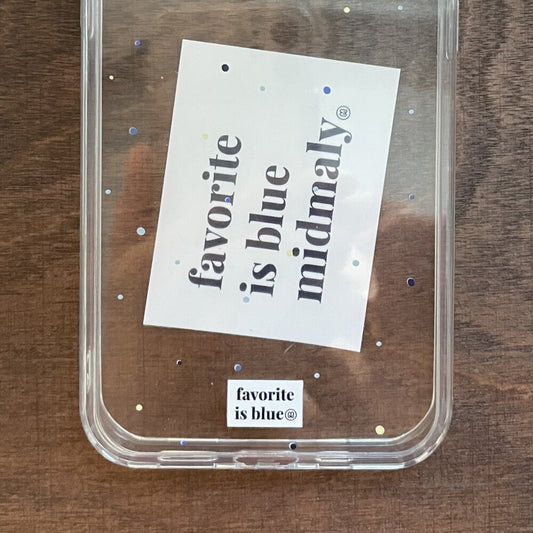 favorite
is blue
midmaly®
favorite
is blue®